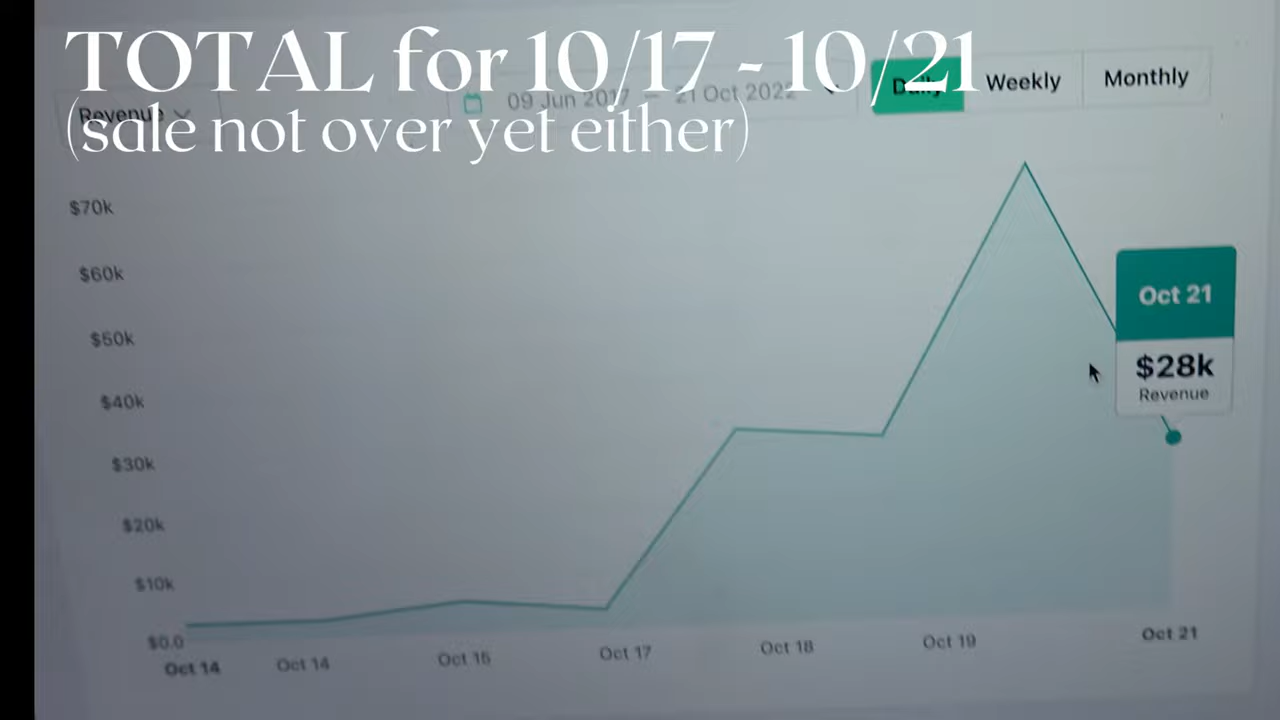 TOTAL for 10/17 - 10/21
(sale not over yet either)
Revenue
09 Jun 2017 – 21 Oct 2022
Daily
Weekly
Monthly
$70k
$60k
$50k
$40k
$30k
$20k
$10k
$0.0
Oct 21
$28k
Revenue
Oct 14
Oct 14
Oct 16
Oct 17
Oct 18
Oct 19
Oct 21